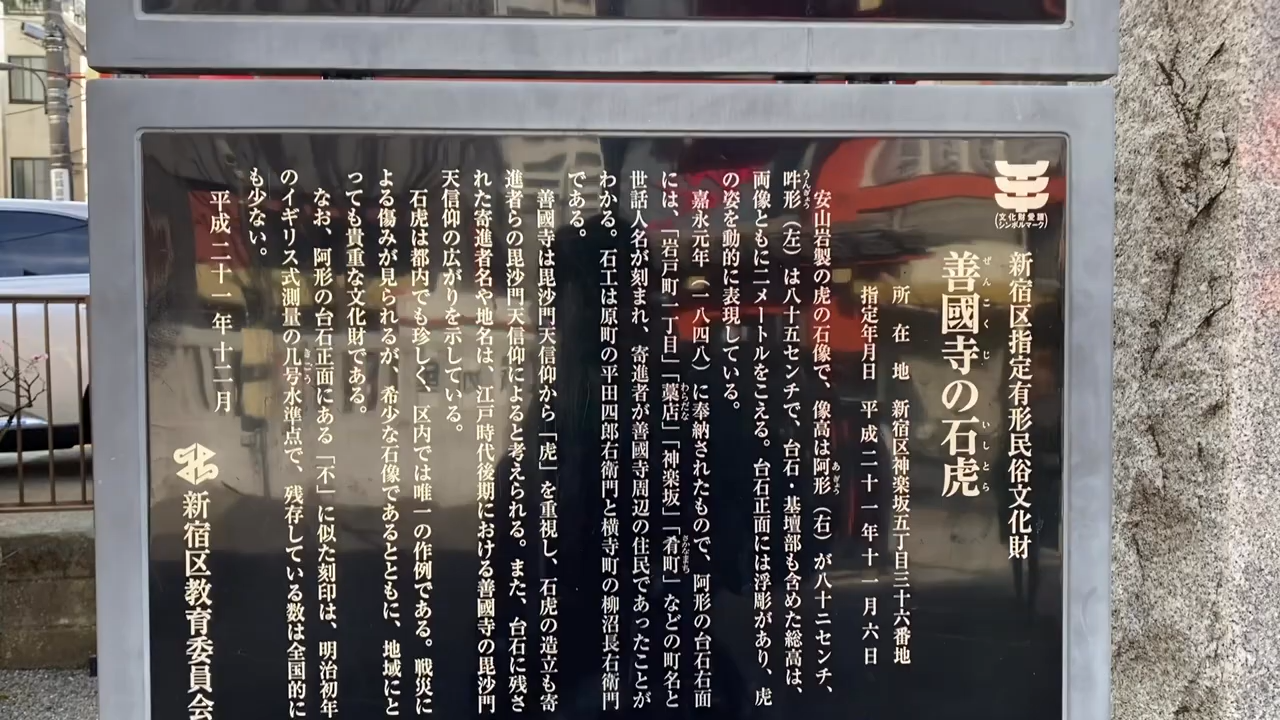 (文化財愛護
シンボルマーク)
新宿区指定有形民俗文化財
善國寺の石虎
ぜんこくじ いしとら
所在地 新宿区神楽坂五丁目三十六番地
指定年月日 平成二十一年十一月六日
安山岩製の虎の石像で、像高は阿形(右)が八十二センチ、
あぎょう
吽形(左)は八十五センチで、台石・基壇部も含めた総高は、
うんぎょう
両像ともに二メートルをこえる。台石正面には浮彫があり、虎
の姿を動的に表現している。
嘉永元年(一八四八)に奉納されたもので、阿形の台石右面
には、「岩戸町一丁目」「藁店」「神楽坂」「肴町」などの町名と
わらだな さかなまち
世話人名が刻まれ、寄進者が善國寺周辺の住民であったことが
わかる。石工は原町の平田四郎右衛門と横寺町の柳沼長右衛門
である。
善國寺は毘沙門天信仰から「虎」を重視し、石虎の造立も寄
進者らの毘沙門天信仰によると考えられる。また、台石に残さ
れた寄進者名や地名は、江戸時代後期における善國寺の毘沙門
天信仰の広がりを示している。
石虎は都内でも珍しく、区内では唯一の作例である。戦災に
よる傷みが見られるが、希少な石像であるとともに、地域にと
っても貴重な文化財である。
なお、阿形の台石正面にある「不」に似た刻印は、明治初年
のイギリス式測量の几号水準点で、残存している数は全国的に
きごう
も少ない。
平成二十一年十二月
新宿区教育委員会